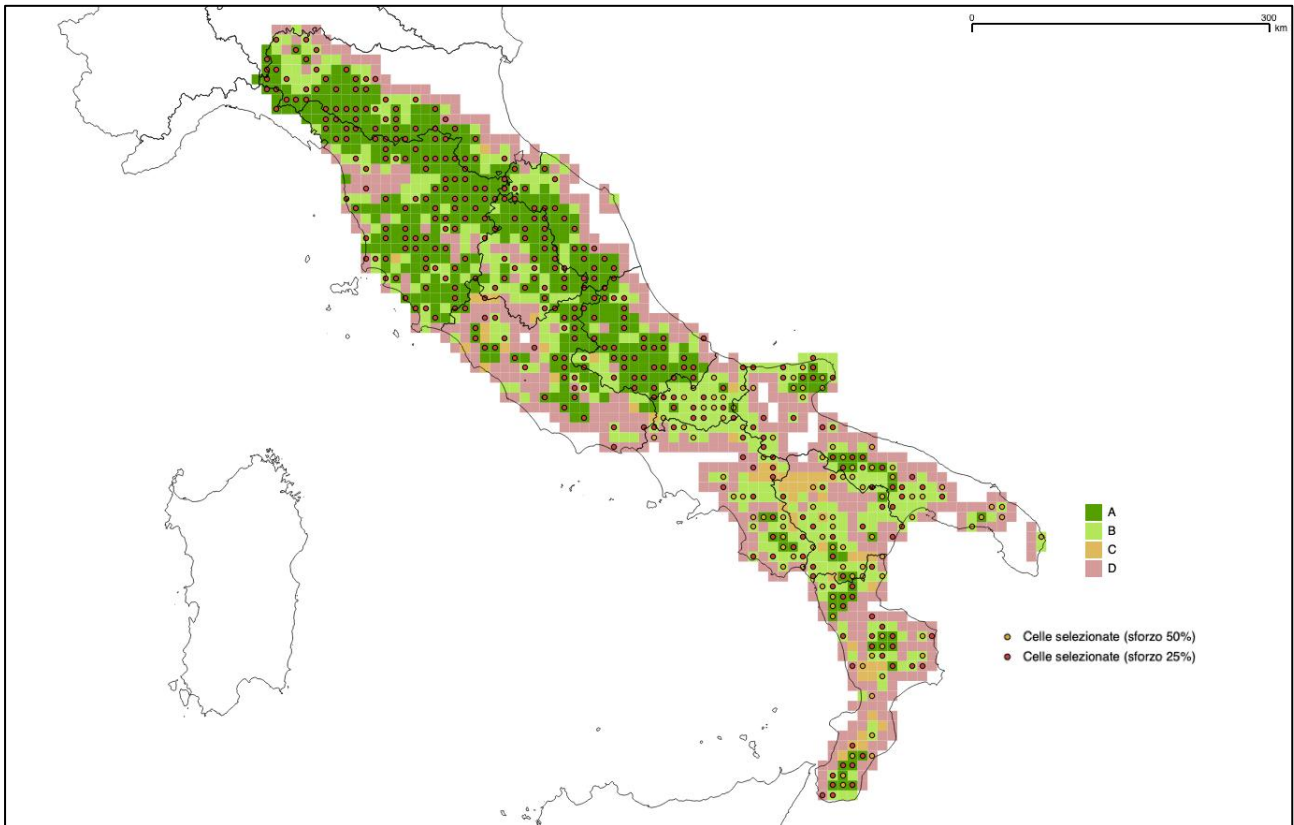 0 300
km
A
B
C
D
Celle selezionate (sforzo 50%)
Celle selezionate (sforzo 25%)